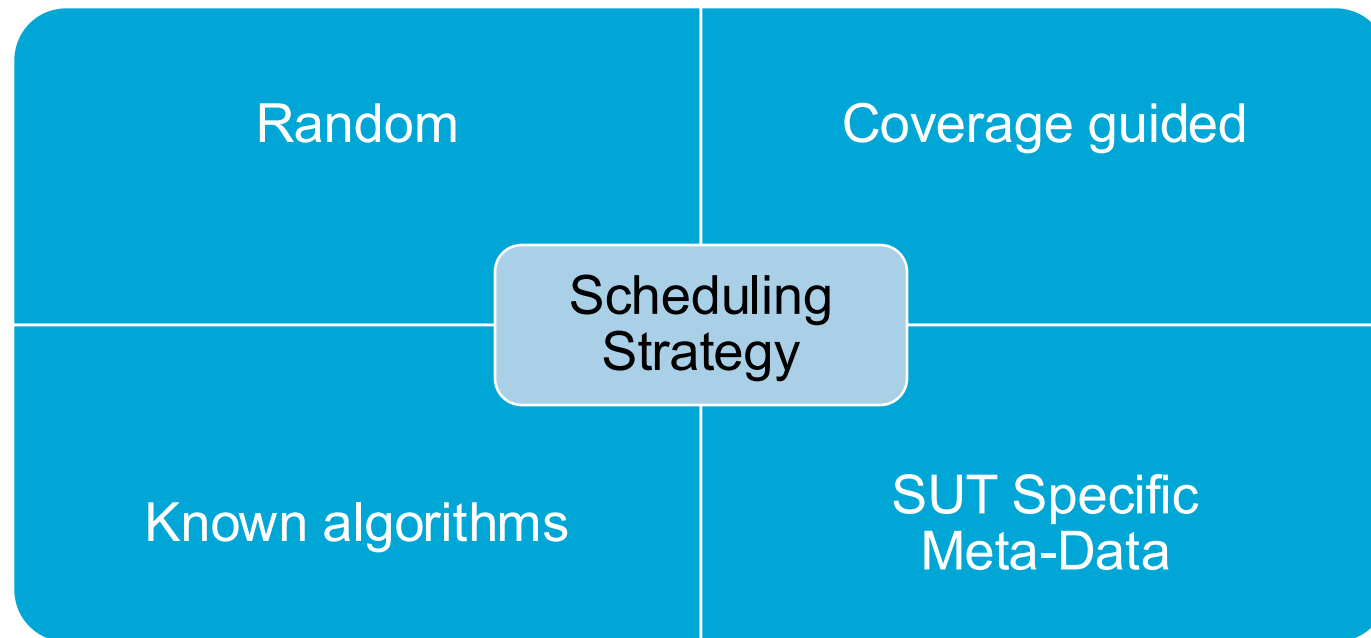 Random
Coverage guided
Scheduling
Strategy
Known algorithms
SUT Specific
Meta-Data